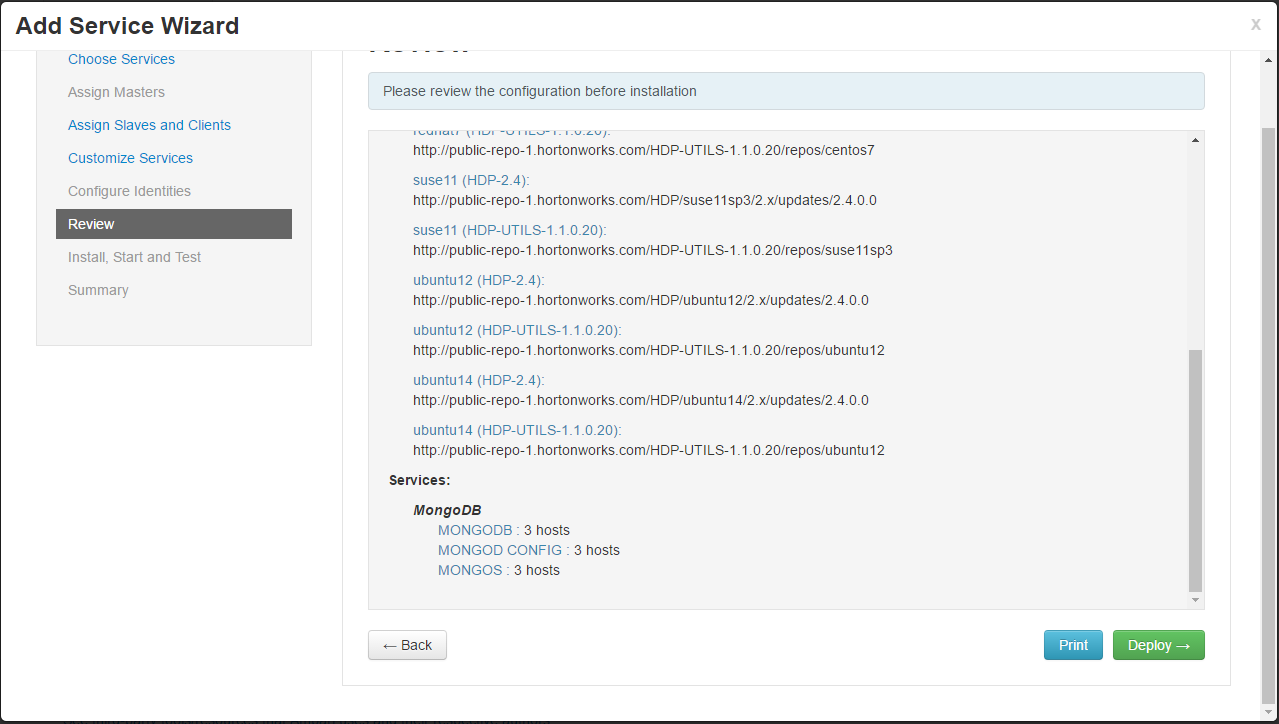 Add Service Wizard
x
Choose Services
Assign Masters
Assign Slaves and Clients
Customize Services
Configure Identities
Review
Install, Start and Test
Summary
Review
Please review the configuration before installation
redhat7 (HDP-UTILS-1.1.0.20):
http://public-repo-1.hortonworks.com/HDP-UTILS-1.1.0.20/repos/centos7
suse11 (HDP-2.4):
http://public-repo-1.hortonworks.com/HDP/suse11sp3/2.x/updates/2.4.0.0
suse11 (HDP-UTILS-1.1.0.20):
http://public-repo-1.hortonworks.com/HDP-UTILS-1.1.0.20/repos/suse11sp3
ubuntu12 (HDP-2.4):
http://public-repo-1.hortonworks.com/HDP/ubuntu12/2.x/updates/2.4.0.0
ubuntu12 (HDP-UTILS-1.1.0.20):
http://public-repo-1.hortonworks.com/HDP-UTILS-1.1.0.20/repos/ubuntu12
ubuntu14 (HDP-2.4):
http://public-repo-1.hortonworks.com/HDP/ubuntu14/2.x/updates/2.4.0.0
ubuntu14 (HDP-UTILS-1.1.0.20):
http://public-repo-1.hortonworks.com/HDP-UTILS-1.1.0.20/repos/ubuntu12
Services:
MongoDB
MONGODB : 3 hosts
MONGOD CONFIG : 3 hosts
MONGOS : 3 hosts
← Back
Print
Deploy →